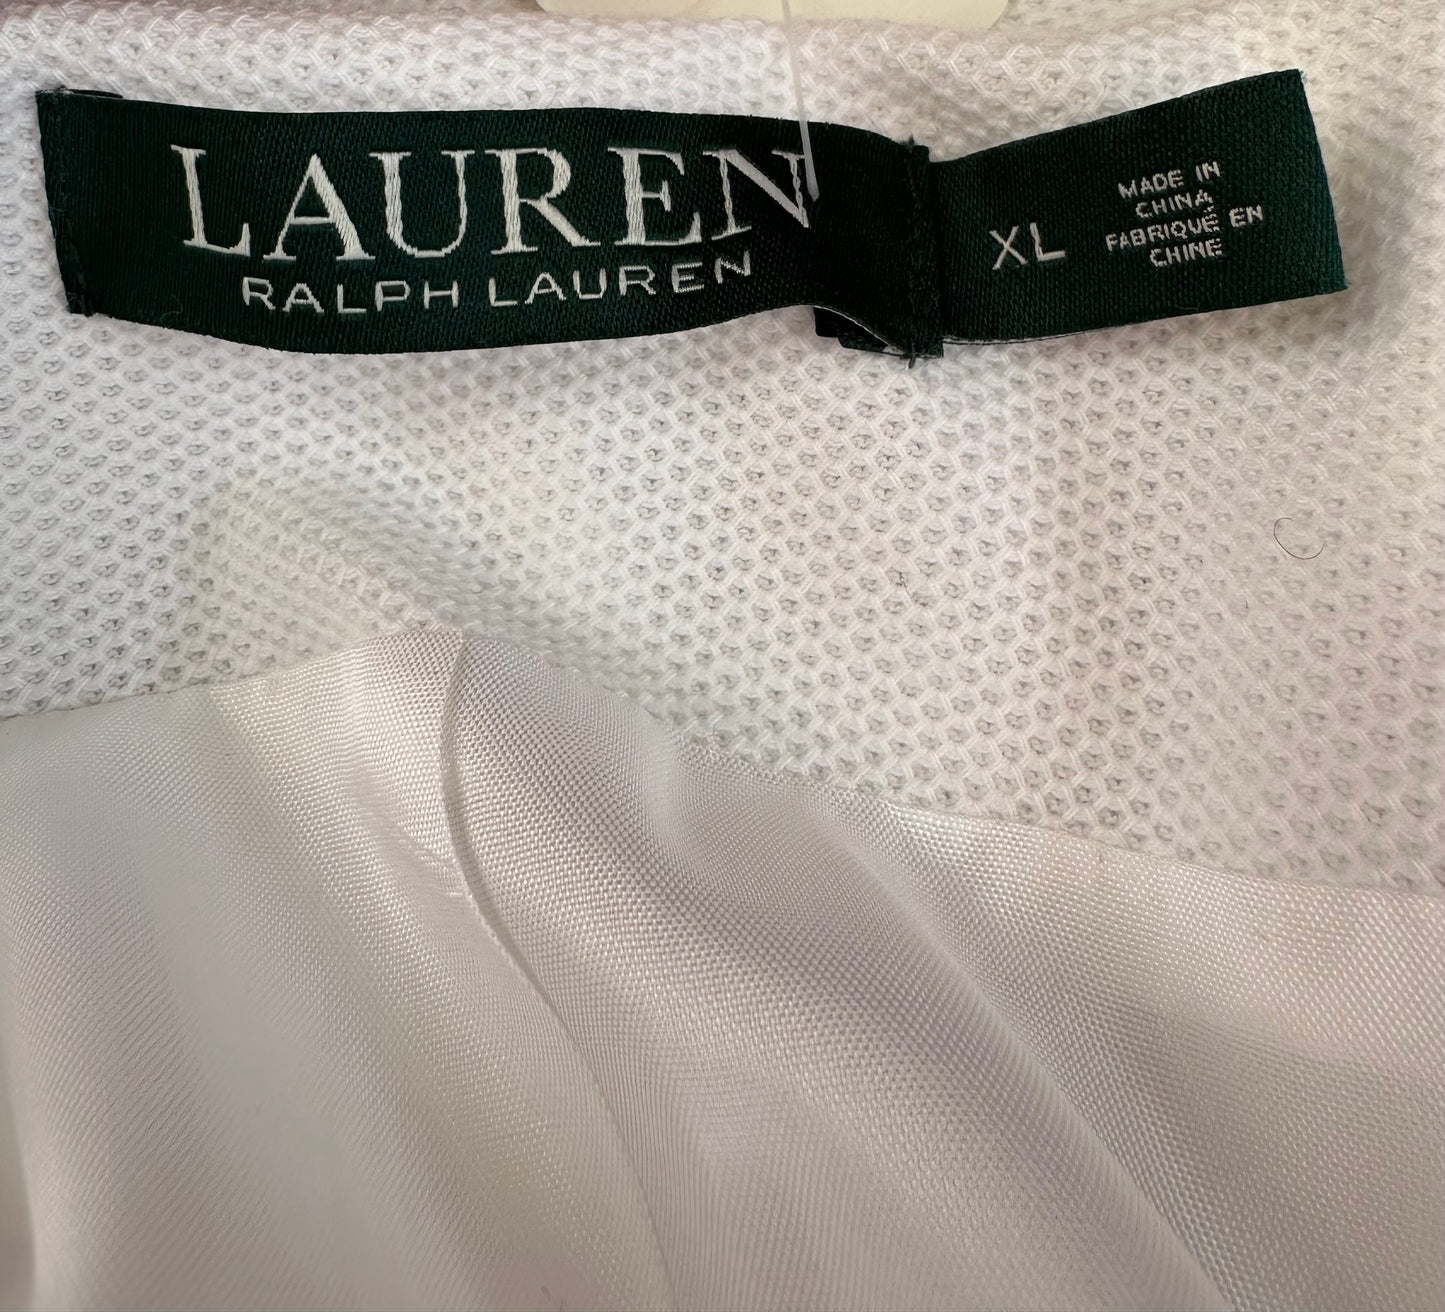 LAUREN
RALPH LAUREN
XL
MADE IN
CHINA
FABRIQUÉ EN
CHINE